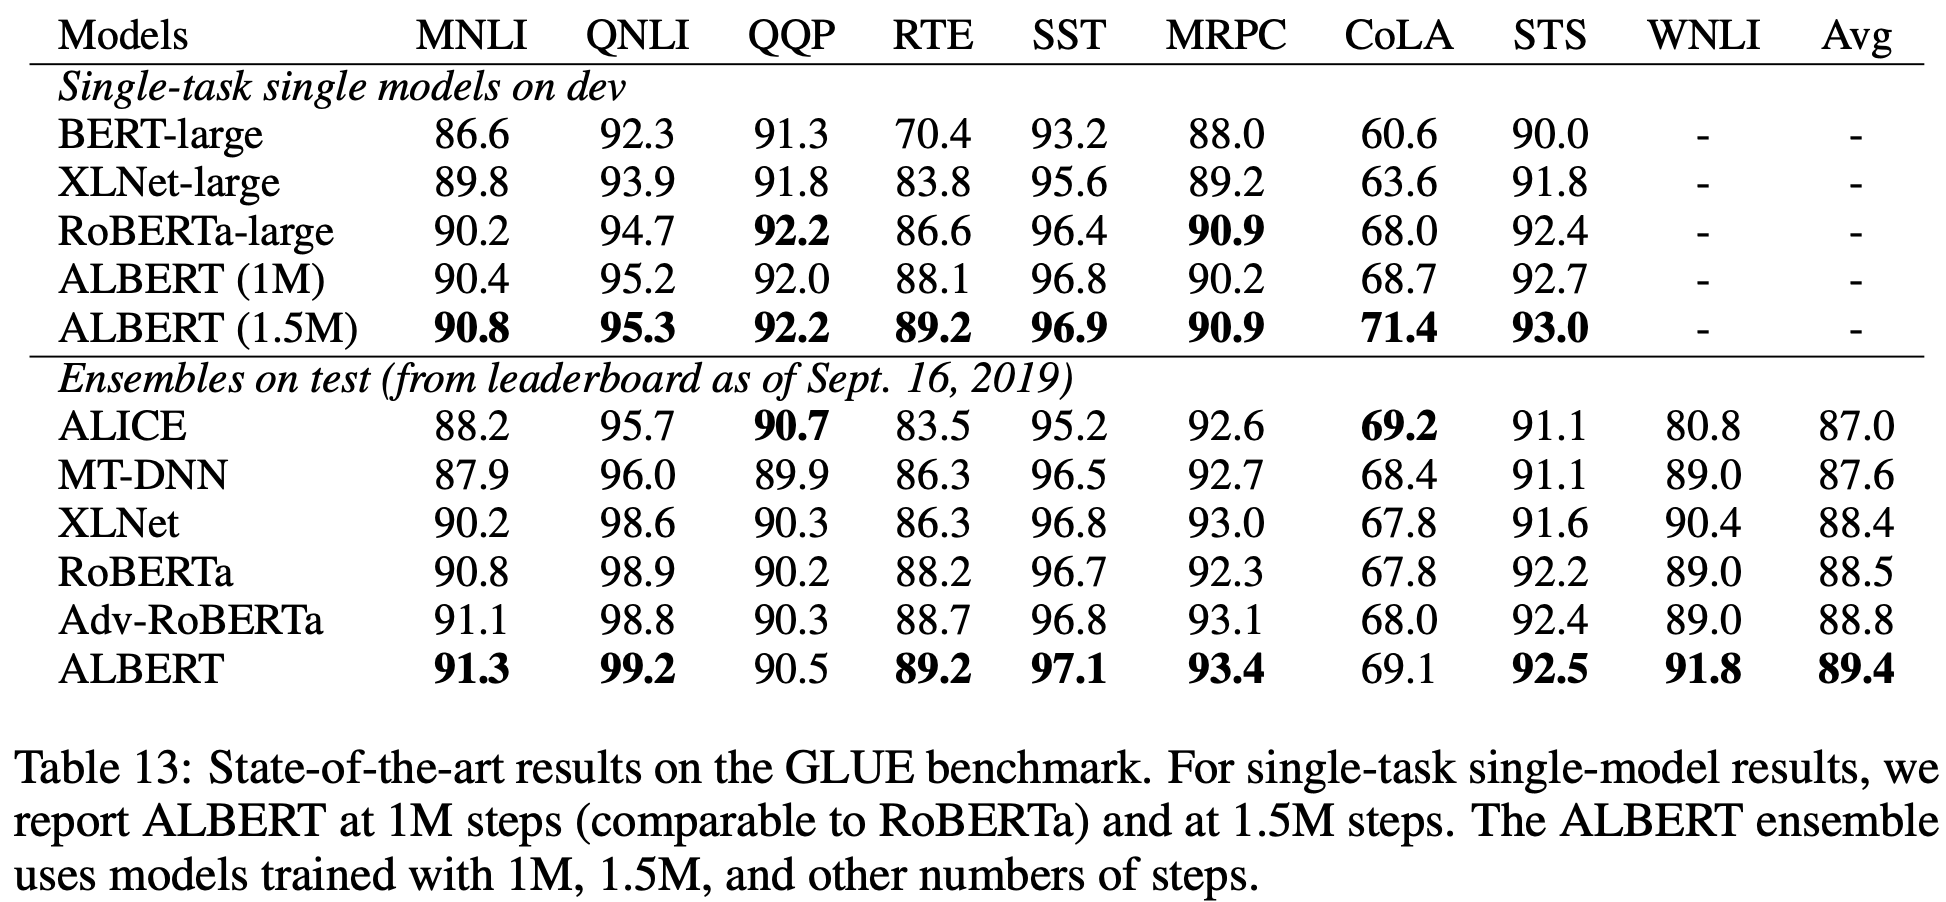 Models MNLI QNLI QQP RTE SST MRPC CoLA STS WNLI Avg
Single-task single models on dev
BERT-large 86.6 92.3 91.3 70.4 93.2 88.0 60.6 90.0 - -
XLNet-large 89.8 93.9 91.8 83.8 95.6 89.2 63.6 91.8 - -
RoBERTa-large 90.2 94.7 92.2 86.6 96.4 90.9 68.0 92.4 - -
ALBERT (1M) 90.4 95.2 92.0 88.1 96.8 90.2 68.7 92.7 - -
ALBERT (1.5M) 90.8 95.3 92.2 89.2 96.9 90.9 71.4 93.0 - -
Ensembles on test (from leaderboard as of Sept. 16, 2019)
ALICE 88.2 95.7 90.7 83.5 95.2 92.6 69.2 91.1 80.8 87.0
MT-DNN 87.9 96.0 89.9 86.3 96.5 92.7 68.4 91.1 89.0 87.6
XLNet 90.2 98.6 90.3 86.3 96.8 93.0 67.8 91.6 90.4 88.4
RoBERTa 90.8 98.9 90.2 88.2 96.7 92.3 67.8 92.2 89.0 88.5
Adv-RoBERTa 91.1 98.8 90.3 88.7 96.8 93.1 68.0 92.4 89.0 88.8
ALBERT 91.3 99.2 90.5 89.2 97.1 93.4 69.1 92.5 91.8 89.4
Table 13: State-of-the-art results on the GLUE benchmark. For single-task single-model results, we
report ALBERT at 1M steps (comparable to RoBERTa) and at 1.5M steps. The ALBERT ensemble
uses models trained with 1M, 1.5M, and other numbers of steps.